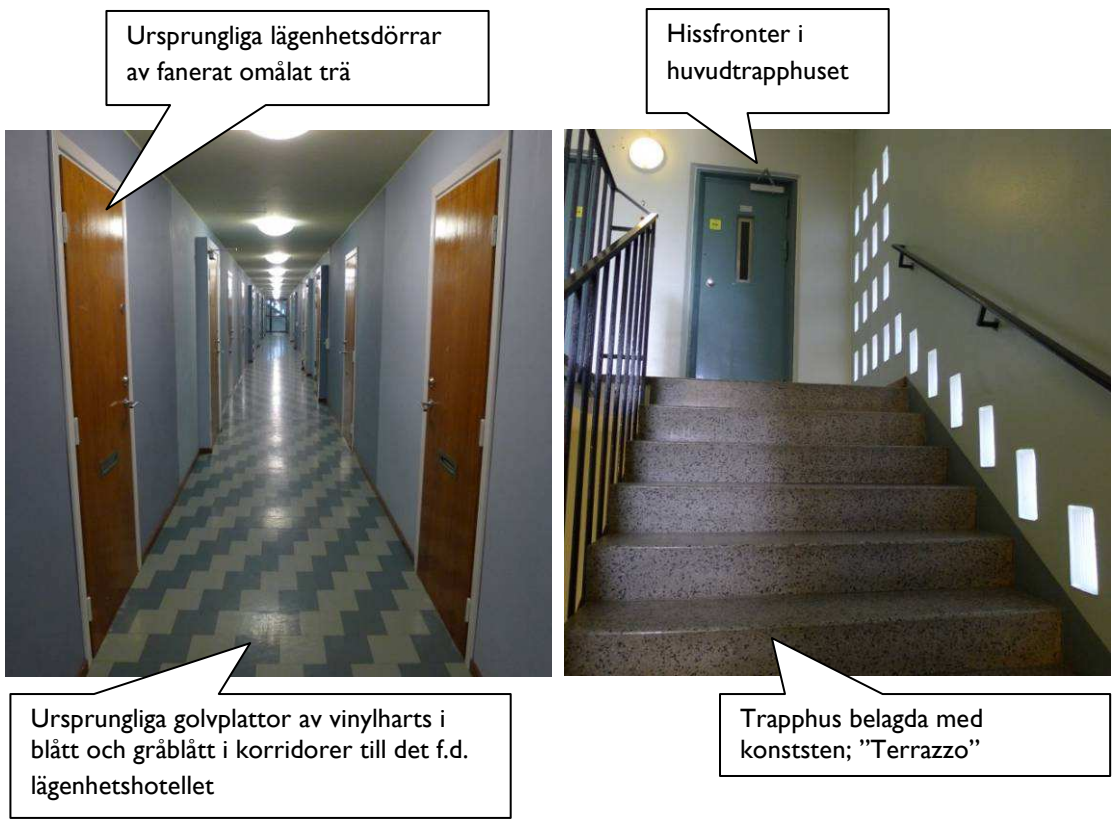 Ursprungliga lägenhetsdörrar
av fanerat omålat trä
Hissfronter i
huvudtrapphuset
Ursprungliga golvplattor av vinylharts i
blått och gråblått i korridorer till det f.d.
lägenhetshotellet
Trapphus belagda med
konststen; ”Terrazzo”